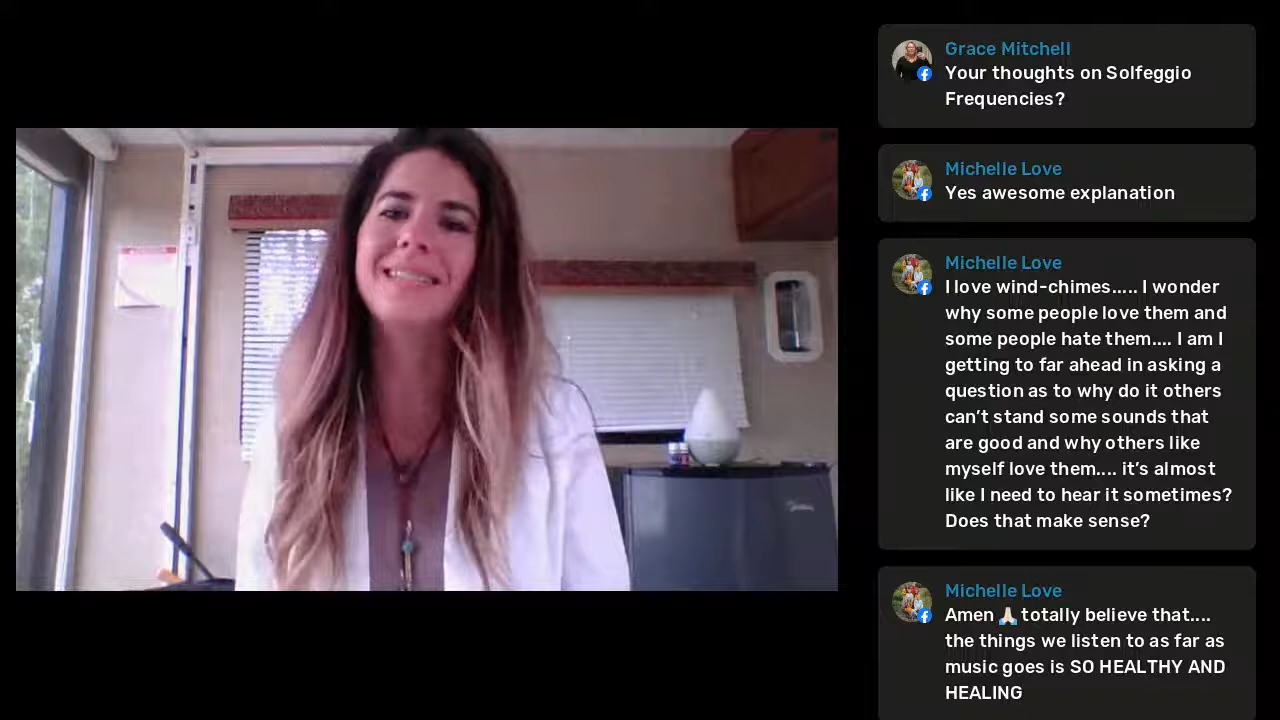 Grace Mitchell
Your thoughts on Solfeggio
Frequencies?
Michelle Love
Yes awesome explanation
Michelle Love
I love wind-chimes..... I wonder
why some people love them and
some people hate them.... I am I
getting to far ahead in asking a
question as to why do it others
can’t stand some sounds that
are good and why others like
myself love them.... it’s almost
like I need to hear it sometimes?
Does that make sense?
Michelle Love
Amen 🙏🏻 totally believe that....
the things we listen to as far as
music goes is SO HEALTHY AND
HEALING